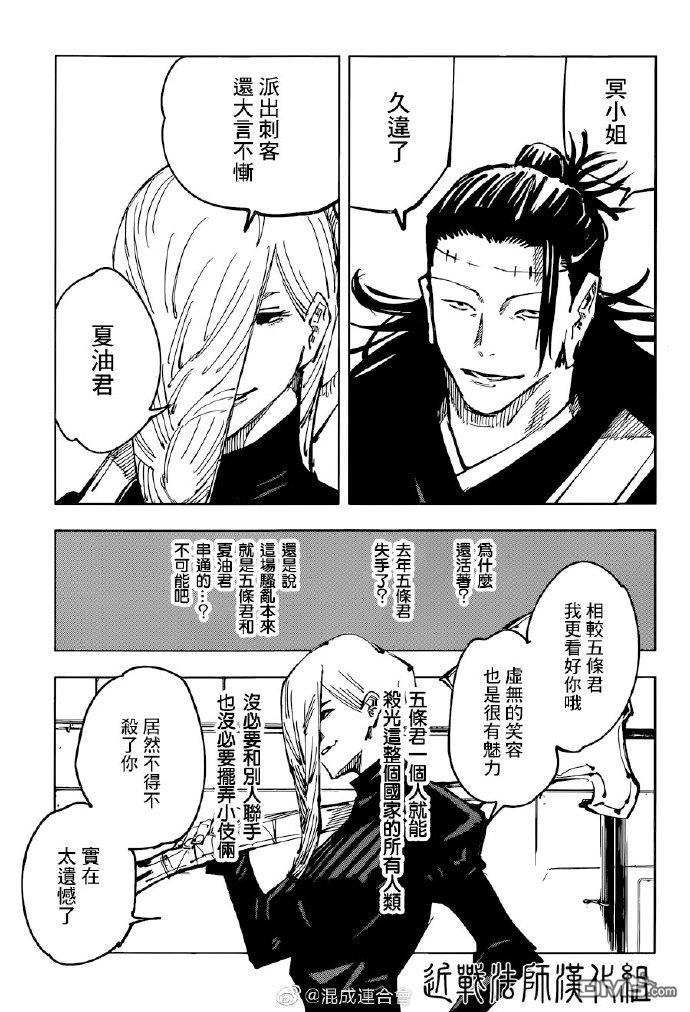 冥小姐
久違了
派出刺客
還大言不慚
夏油君
為什麼
還活著？
去年五條君
失手了？
還是說
這場騷亂本來
就是五條君和
夏油君
串通的…？
不可能吧
相較五條君
我更看好你哦
虛無的笑容
也是很有魅力
五條君一個人就能
殺光這整個國家的所有人類
沒必要和別人聯手
也沒必要擺弄小伎倆
居然不得不
殺了你
實在
太遺憾了
@混成連合會
近戰法師漢化組